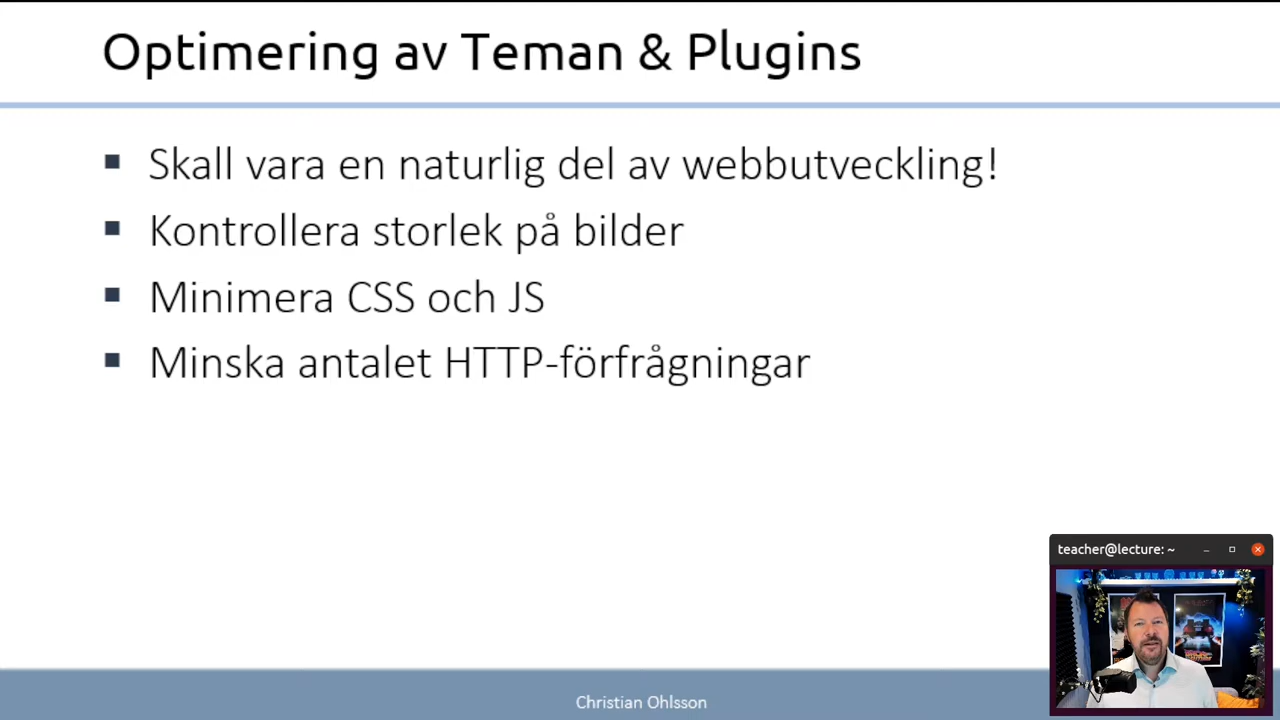 Optimering av Teman & Plugins
Skall vara en naturlig del av webbutveckling!
Kontrollera storlek på bilder
Minimera CSS och JS
Minska antalet HTTP-förfrågningar
teacher@lecture: ~
Christian Ohlsson